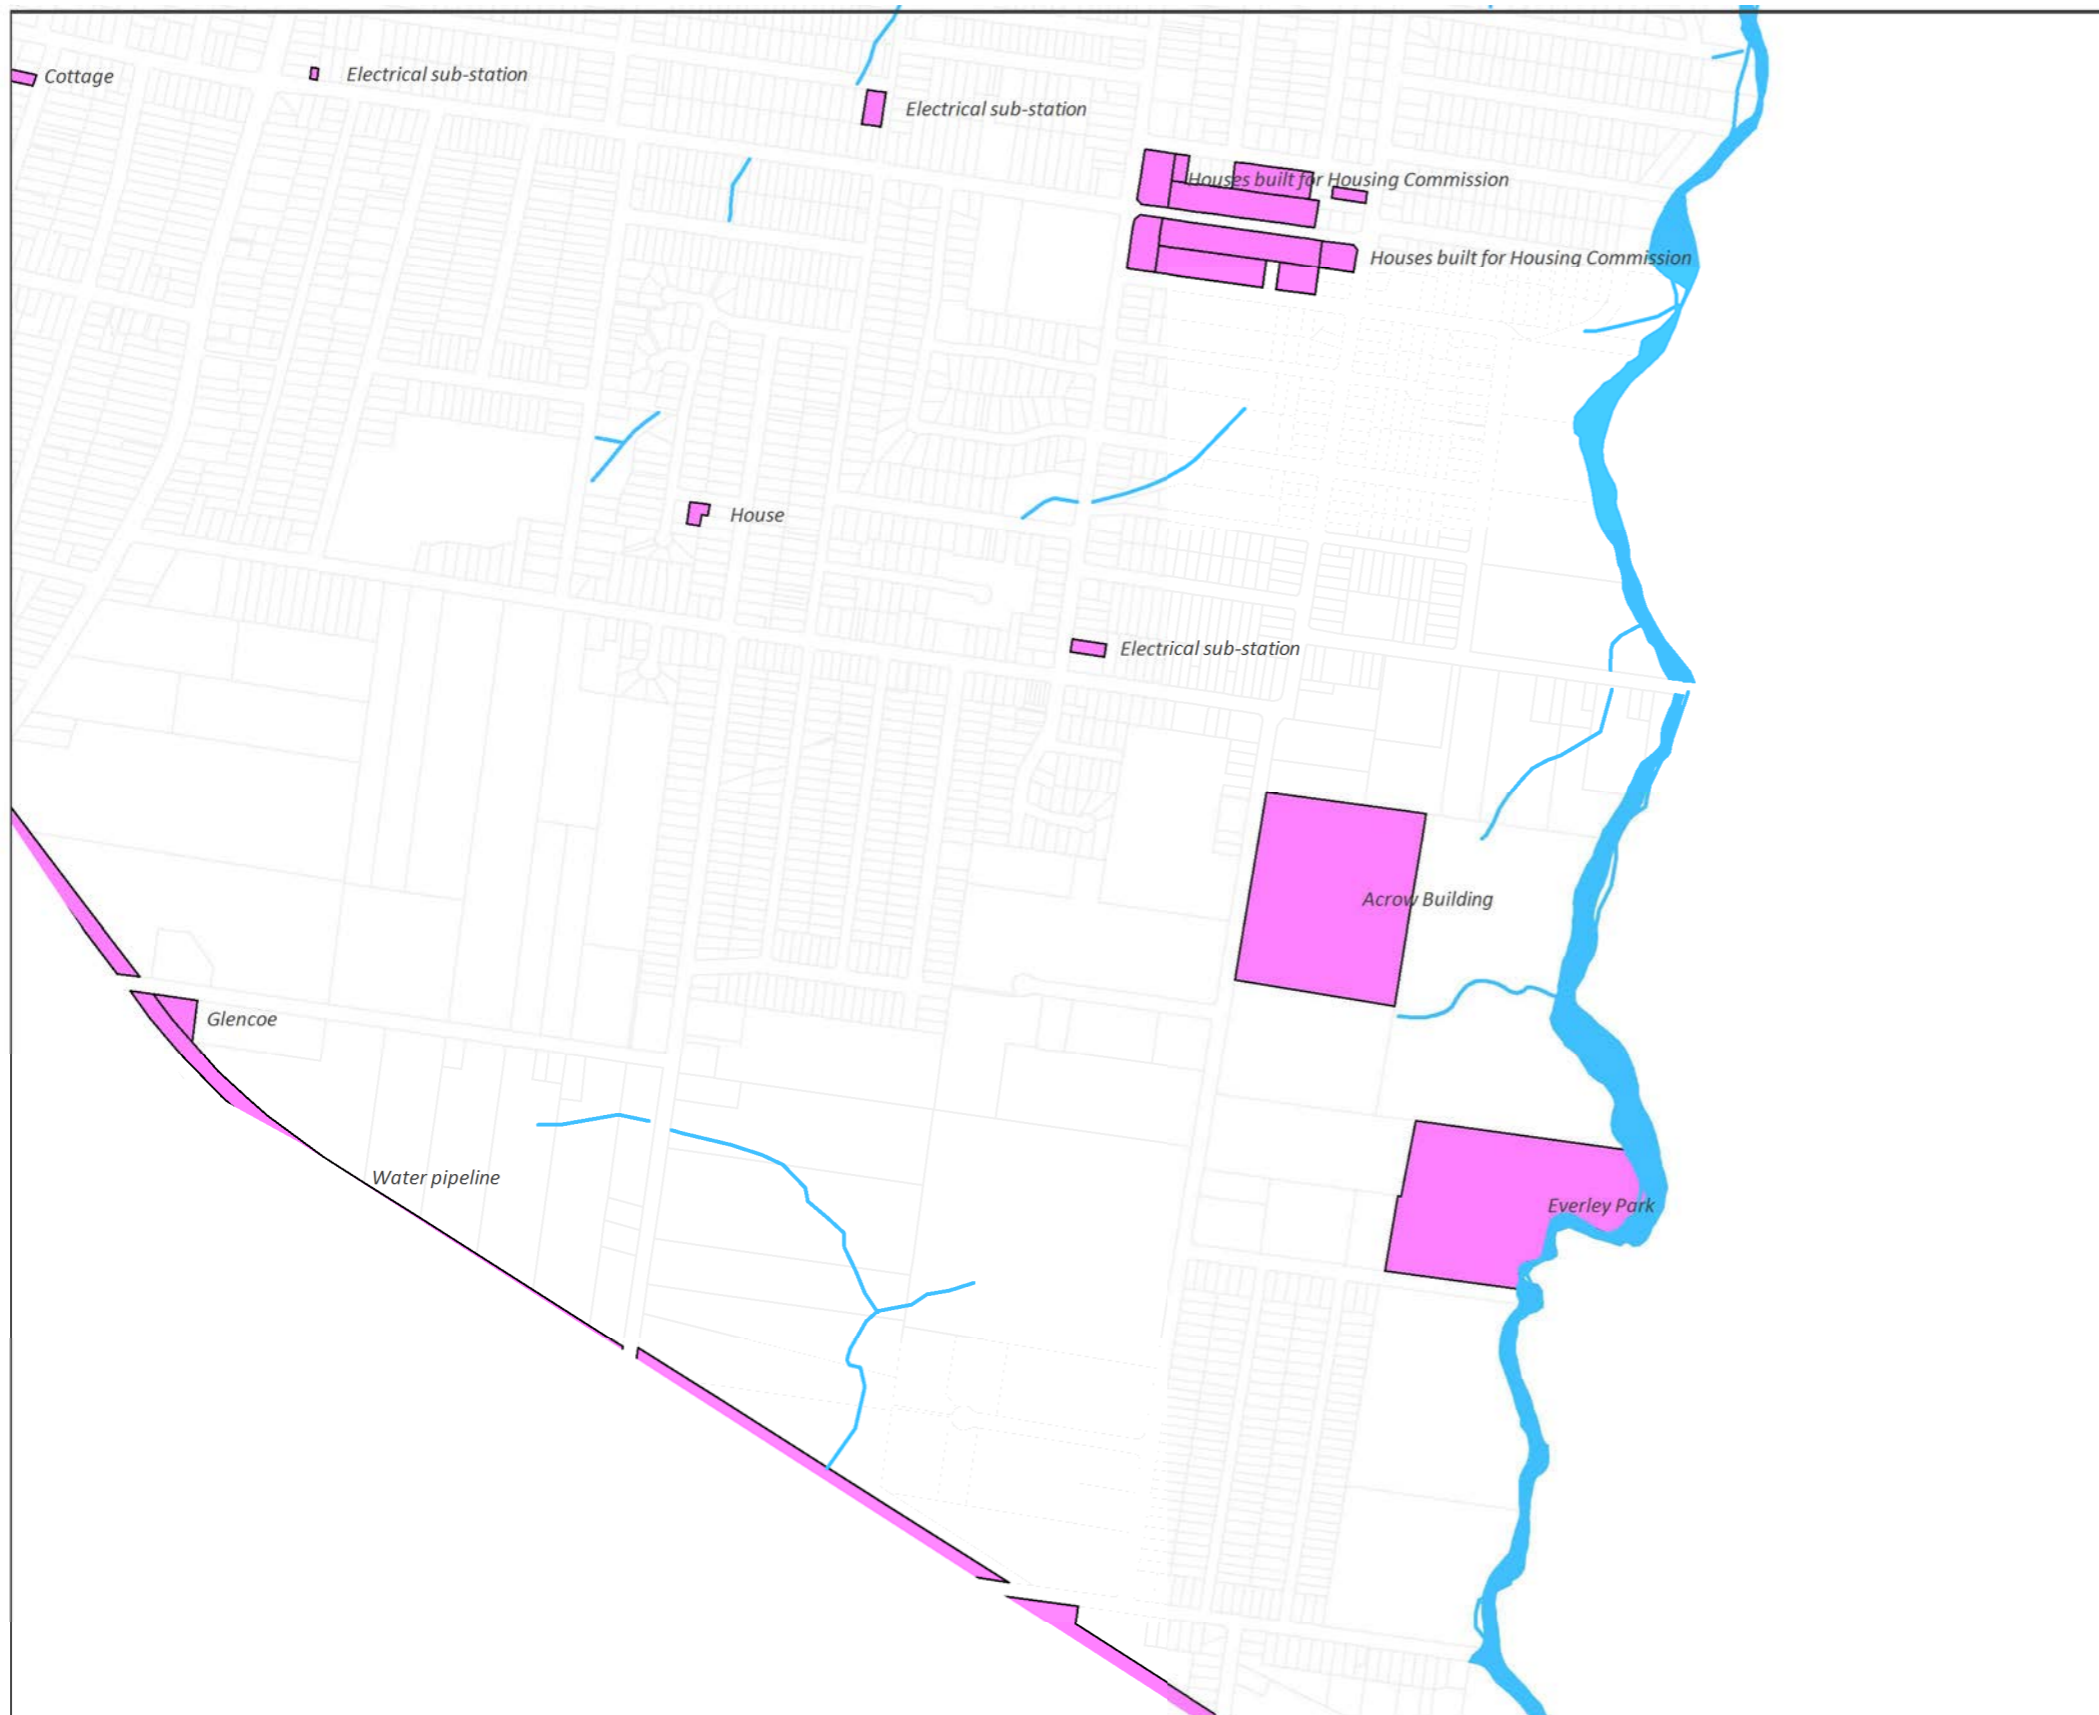 Cottage
Electrical sub-station
Electrical sub-station
Houses built for Housing Commission
Houses built for Housing Commission
House
Electrical sub-station
Acrow Building
Glencoe
Water pipeline
Everley Park